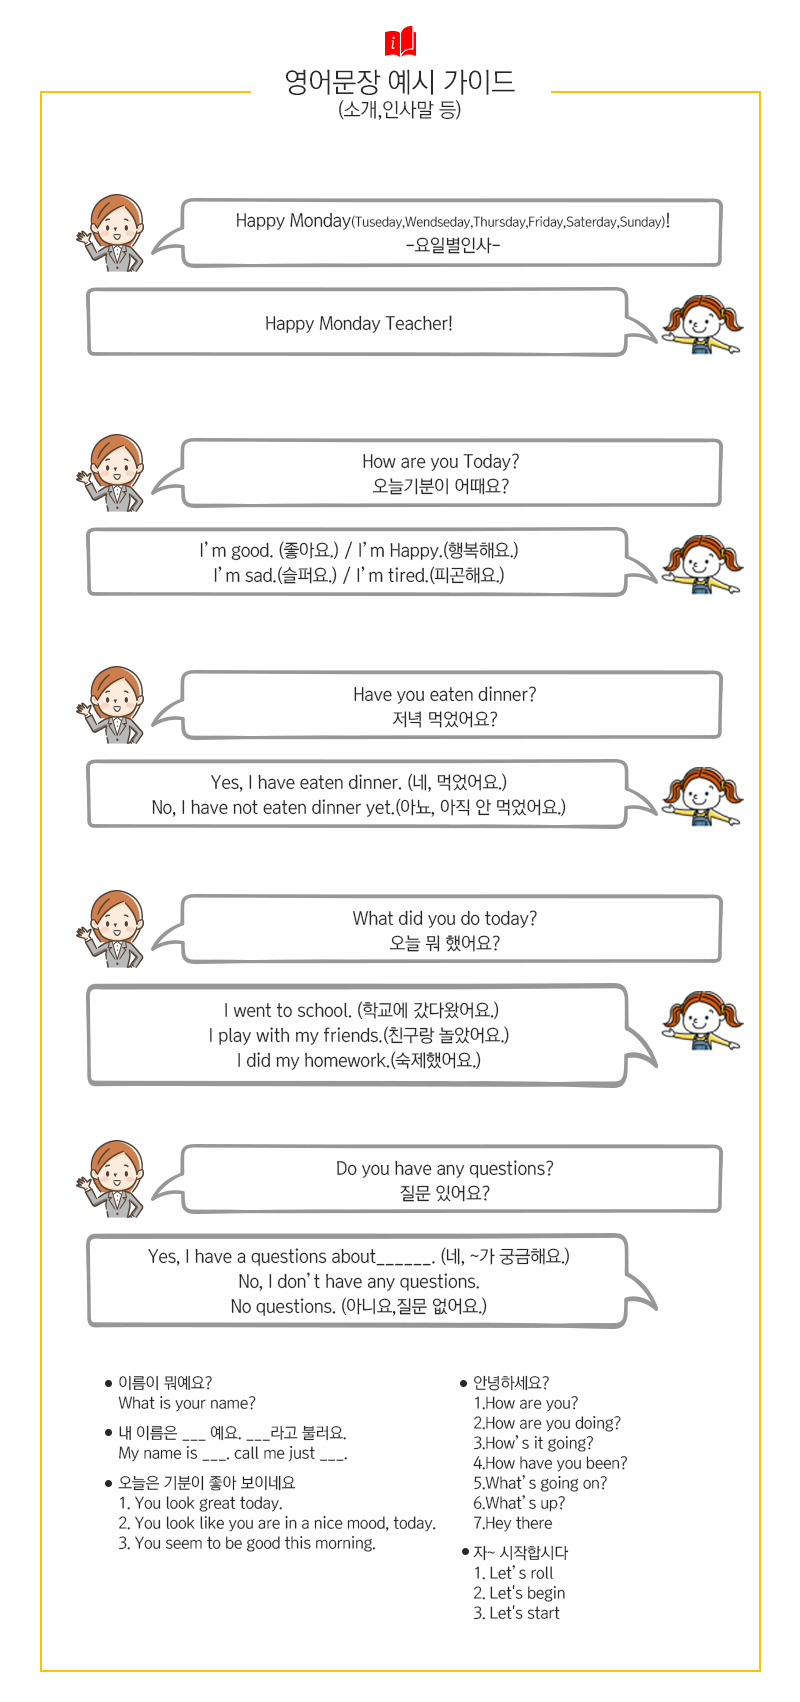 i
영어문장 예시 가이드
(소개,인사말 등)
Happy Monday(Tuseday,Wendseday,Thursday,Friday,Saterday,Sunday)!
-요일별인사-
Happy Monday Teacher!
How are you Today?
오늘기분이 어때요?
I’m good. (좋아요.) / I’m Happy.(행복해요.)
I’m sad.(슬퍼요.) / I’m tired.(피곤해요.)
Have you eaten dinner?
저녁 먹었어요?
Yes, I have eaten dinner. (네, 먹었어요.)
No, I have not eaten dinner yet.(아뇨, 아직 안 먹었어요.)
What did you do today?
오늘 뭐 했어요?
I went to school. (학교에 갔다왔어요.)
I play with my friends.(친구랑 놀았어요.)
I did my homework.(숙제했어요.)
Do you have any questions?
질문 있어요?
Yes, I have a questions about______. (네, ~가 궁금해요.)
No, I don’t have any questions.
No questions. (아니요,질문 없어요.)
● 이름이 뭐예요?
What is your name?
● 내 이름은 ___ 예요. ___라고 불러요.
My name is ___. call me just ___.
● 오늘은 기분이 좋아 보이네요
1. You look great today.
2. You look like you are in a nice mood, today.
3. You seem to be good this morning.
● 안녕하세요?
1.How are you?
2.How are you doing?
3.How’s it going?
4.How have you been?
5.What’s going on?
6.What’s up?
7.Hey there
● 자~ 시작합시다
1. Let’s roll
2. Let's begin
3. Let's start